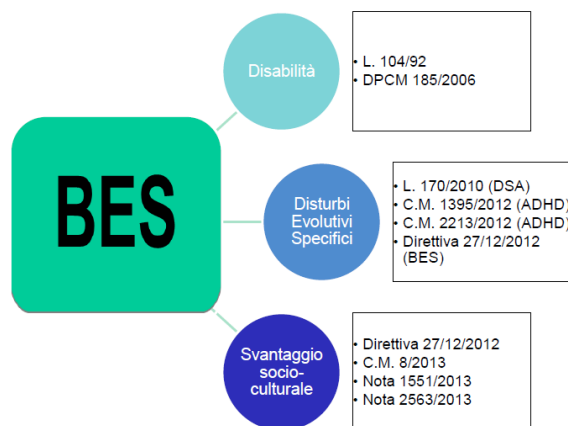 BES
Disabilità
• L. 104/92
• DPCM 185/2006
Disturbi
Evolutivi
Specifici
• L. 170/2010 (DSA)
• C.M. 1395/2012 (ADHD)
• C.M. 2213/2012 (ADHD)
• Direttiva 27/12/2012
(BES)
Svantaggio
socio-
culturale
• Direttiva 27/12/2012
• C.M. 8/2013
• Nota 1551/2013
• Nota 2563/2013